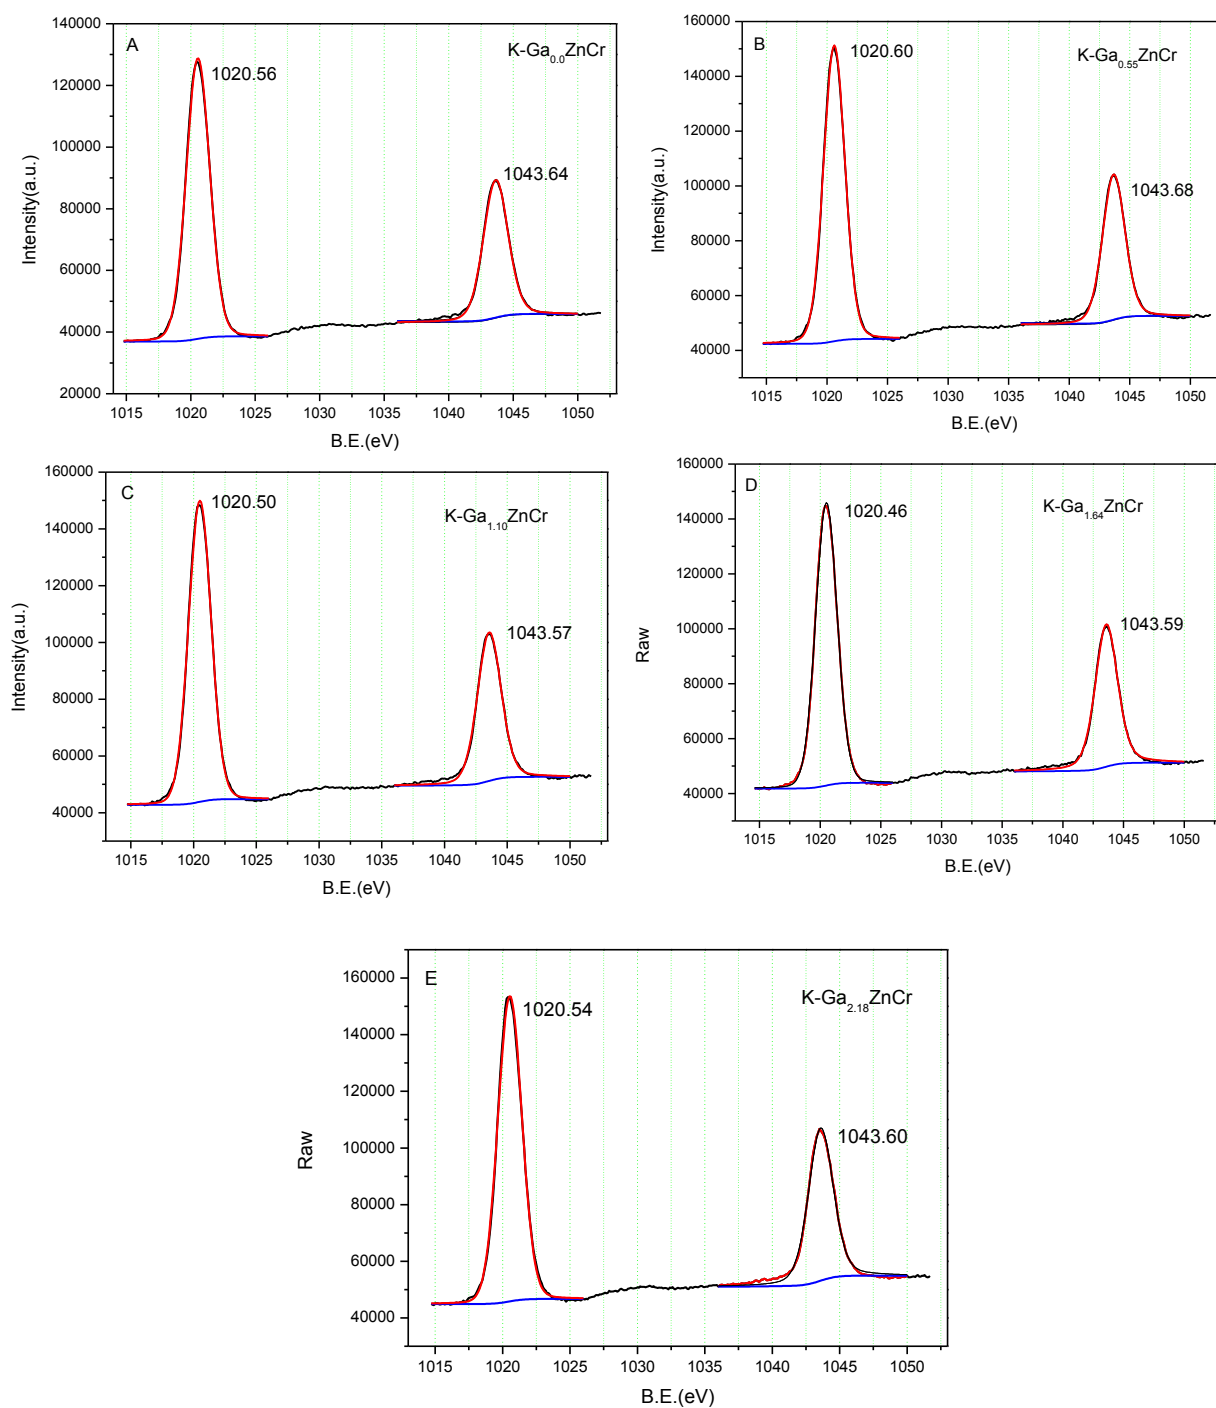 A
K-Ga0.0ZnCr
1020.56
1043.64
Intensity(a.u.)
140000
120000
100000
80000
60000
40000
20000
1015 1020 1025 1030 1035 1040 1045 1050
B.E.(eV)
B
K-Ga0.55ZnCr
1020.60
1043.68
Intensity(a.u.)
160000
140000
120000
100000
80000
60000
40000
1015 1020 1025 1030 1035 1040 1045 1050
B.E.(eV)
C
K-Ga1.10ZnCr
1020.50
1043.57
Intensity(a.u.)
160000
140000
120000
100000
80000
60000
40000
1015 1020 1025 1030 1035 1040 1045 1050
B.E.(eV)
D
K-Ga1.64ZnCr
1020.46
1043.59
Raw
160000
140000
120000
100000
80000
60000
40000
1015 1020 1025 1030 1035 1040 1045 1050
B.E.(eV)
E
K-Ga2.18ZnCr
1020.54
1043.60
Raw
160000
140000
120000
100000
80000
60000
40000
1015 1020 1025 1030 1035 1040 1045 1050
B.E.(eV)